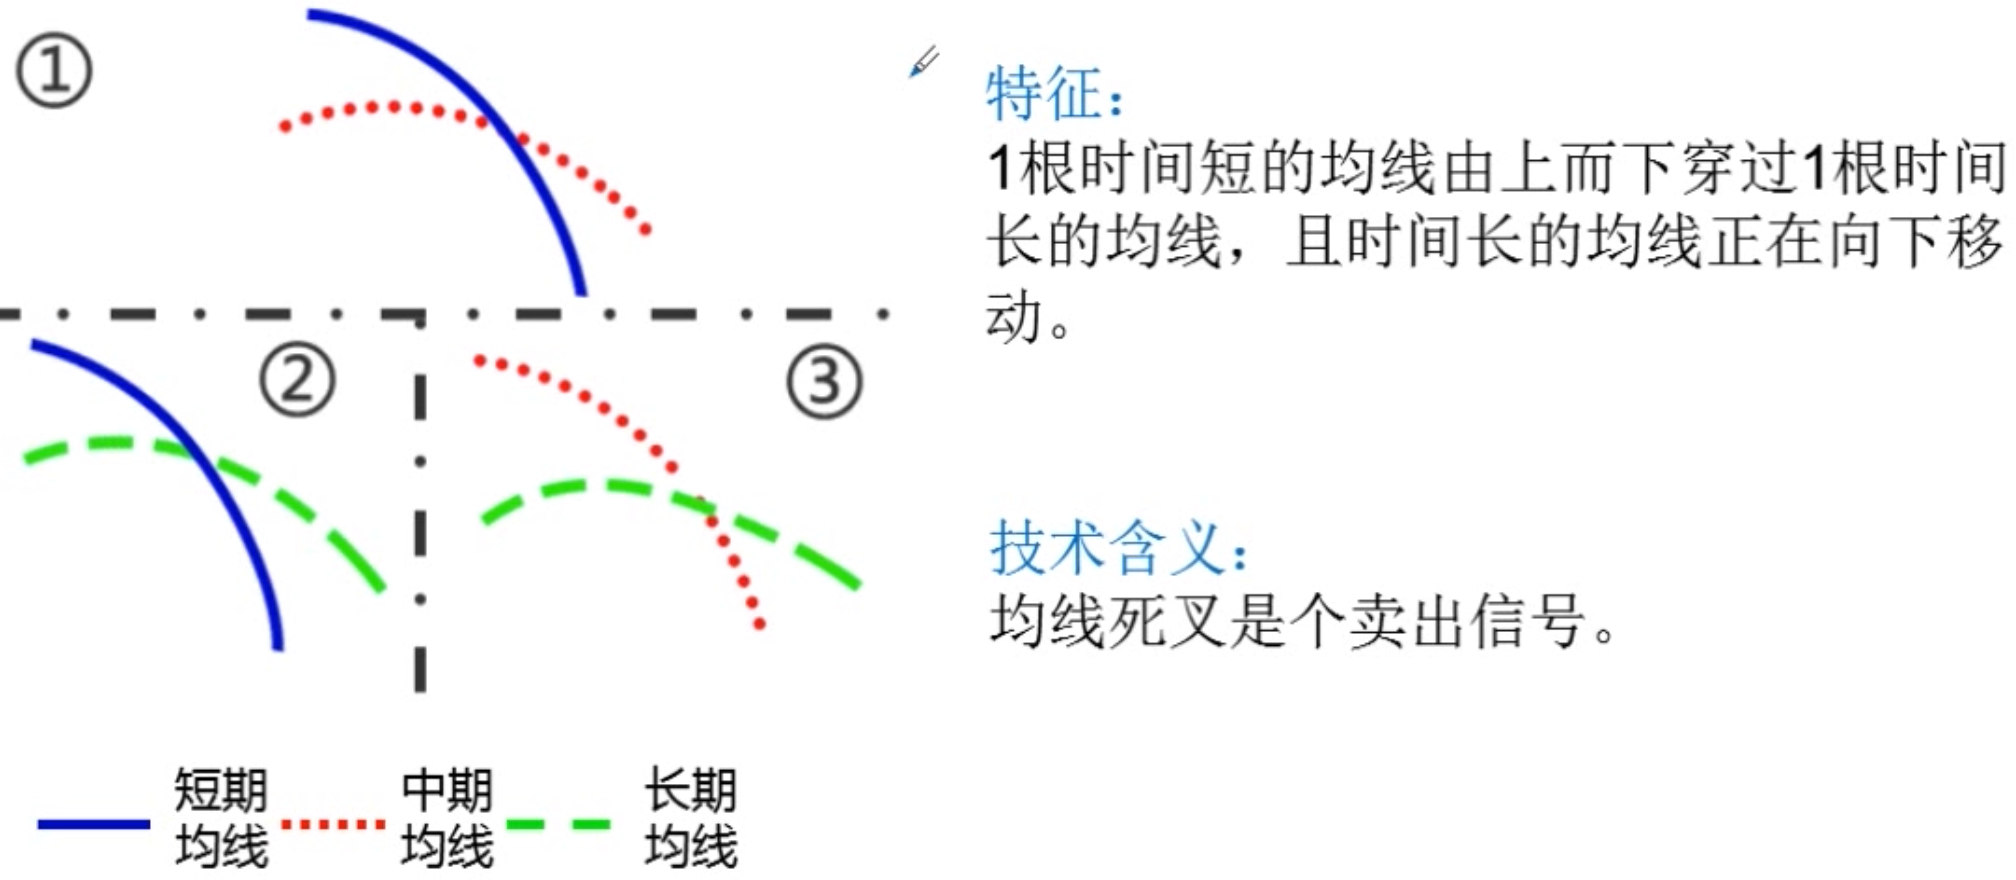 ①
②
③
特征：
1根时间短的均线由上而下穿过1根时间
长的均线，且时间长的均线正在向下移
动。
技术含义：
均线死叉是个卖出信号。
短期
均线
中期
均线
长期
均线